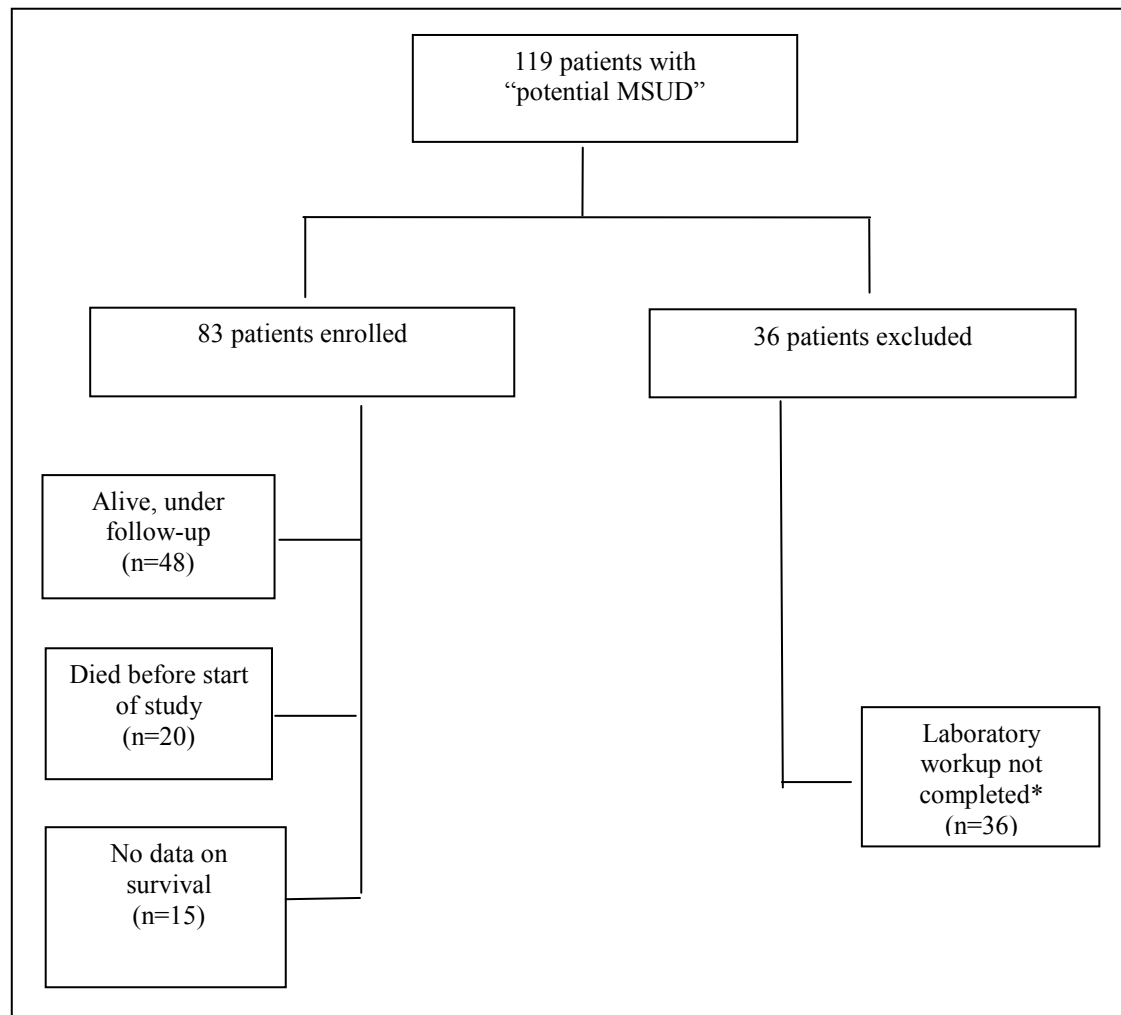 119 patients with
“potential MSUD”
83 patients enrolled
36 patients excluded
Alive, under
follow-up
(n=48)
Died before start
of study
(n=20)
Laboratory
workup not
completed*
(n=36)
No data on
survival
(n=15)